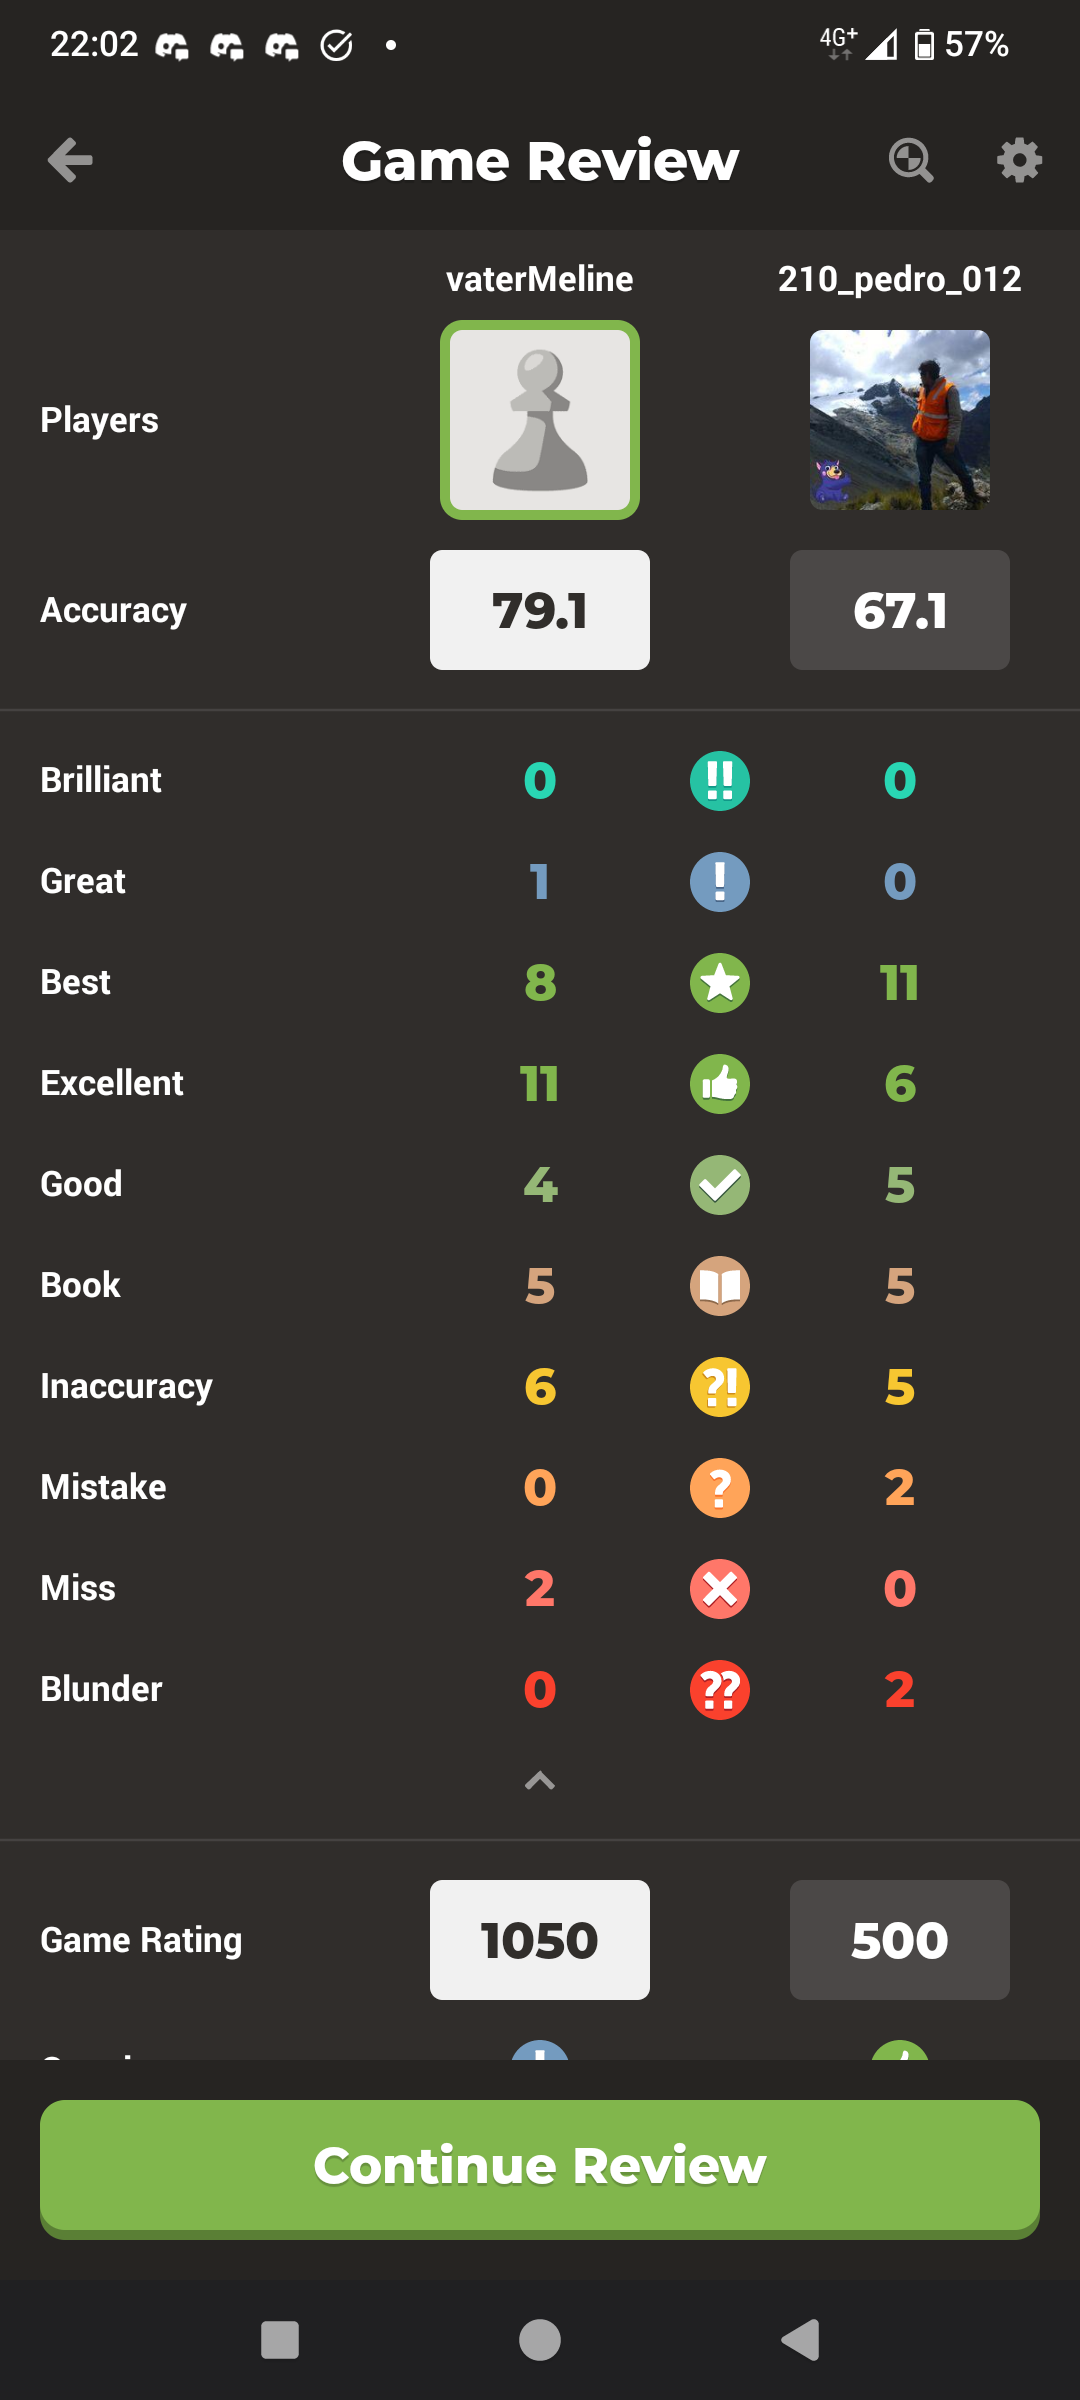 22:02 4G+ 57%
Game Review
vaterMeline 210_pedro_012
Players
Accuracy 79.1 67.1
Brilliant 0 !! 0
Great 1 ! 0
Best 8 11
Excellent 11 6
Good 4 5
Book 5 5
Inaccuracy 6 ?! 5
Mistake 0 ? 2
Miss 2 0
Blunder 0 ?? 2
Game Rating 1050 500
Continue Review